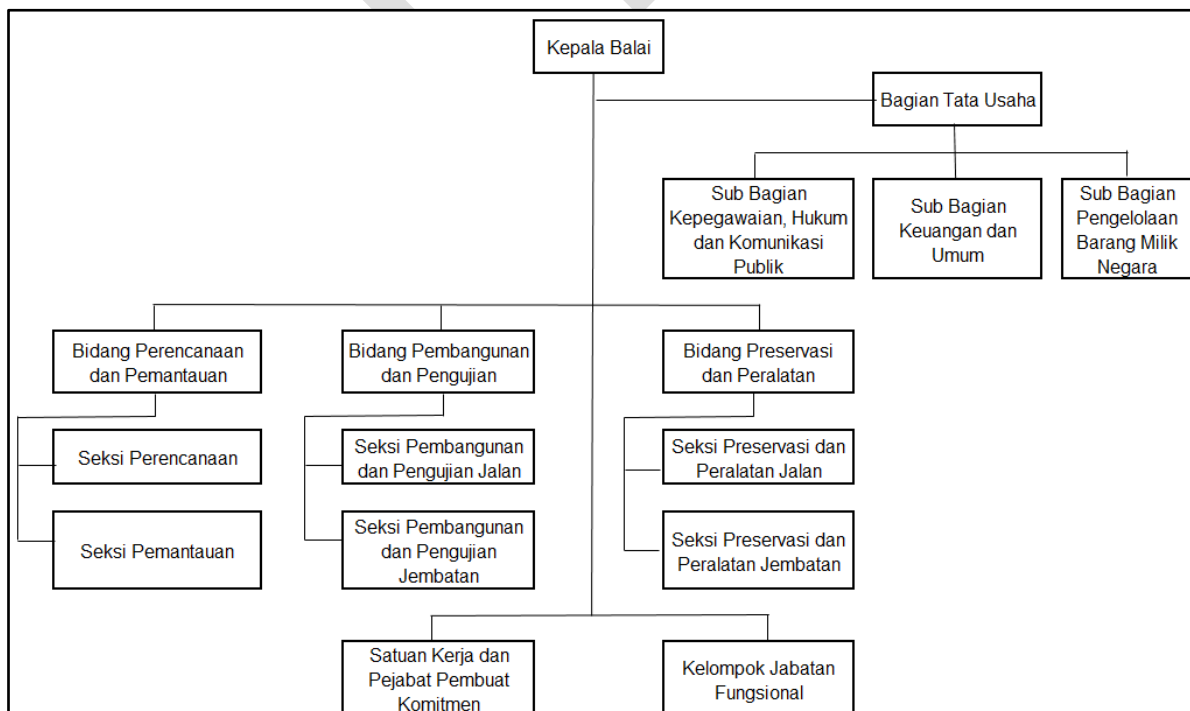 Kepala Balai
Bagian Tata Usaha
Sub Bagian
Kepegawaian, Hukum
dan Komunikasi
Publik
Sub Bagian
Keuangan dan
Umum
Sub Bagian
Pengelolaan
Barang Milik
Negara
Bidang Perencanaan
dan Pemantauan
Bidang Pembangunan
dan Pengujian
Bidang Preservasi
dan Peralatan
Seksi Perencanaan
Seksi Pembangunan
dan Pengujian Jalan
Seksi Preservasi dan
Peralatan Jalan
Seksi Pemantauan
Seksi Pembangunan
dan Pengujian
Jembatan
Seksi Preservasi dan
Peralatan Jembatan
Satuan Kerja dan
Pejabat Pembuat
Komitmen
Kelompok Jabatan
Fungsional